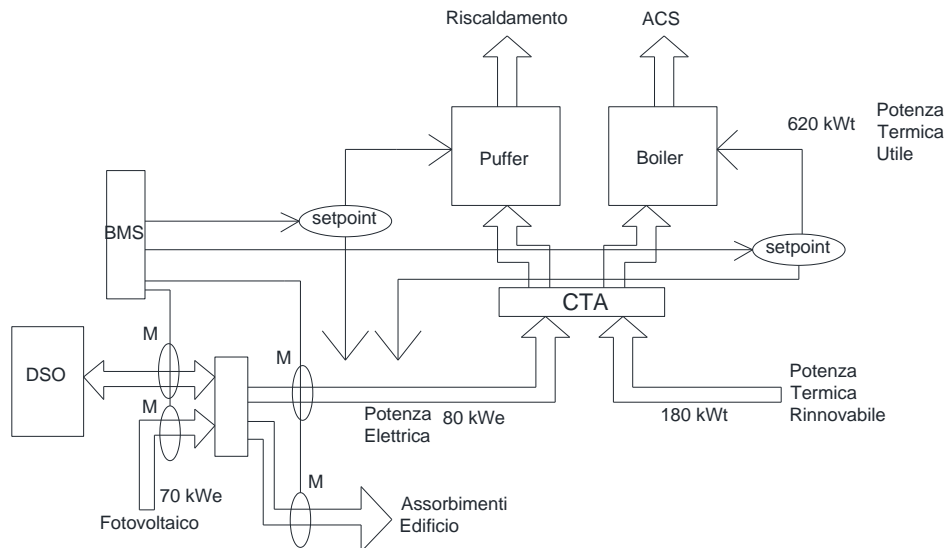 Riscaldamento
ACS
620 kWt
Potenza
Termica
Utile
Puffer
Boiler
BMS
setpoint
setpoint
CTA
M
M
DSO
M
Potenza
Elettrica
80 kWe
180 kWt
Potenza
Termica
Rinnovabile
70 kWe
M
Fotovoltaico
Assorbimenti
Edificio